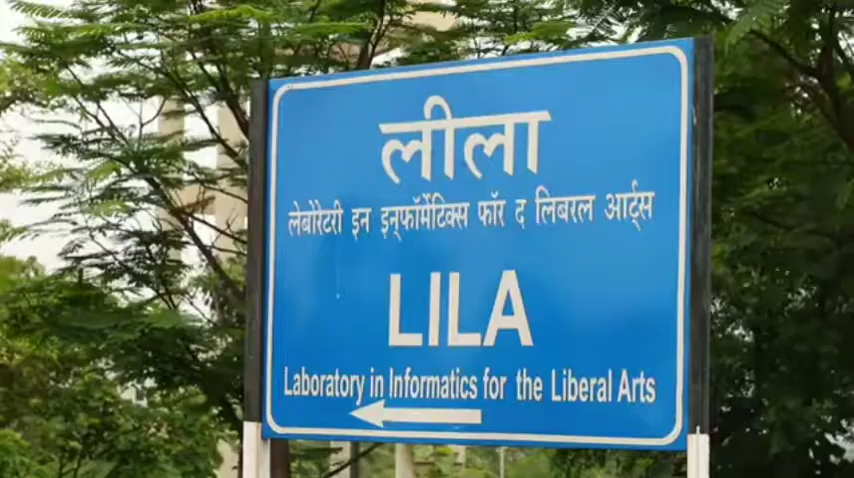 लीला
लेबोरेटरी इन इन्फॉर्मेटिक्स फॉर द लिबरल आर्ट्स
LILA
Laboratory in Informatics for the Liberal Arts